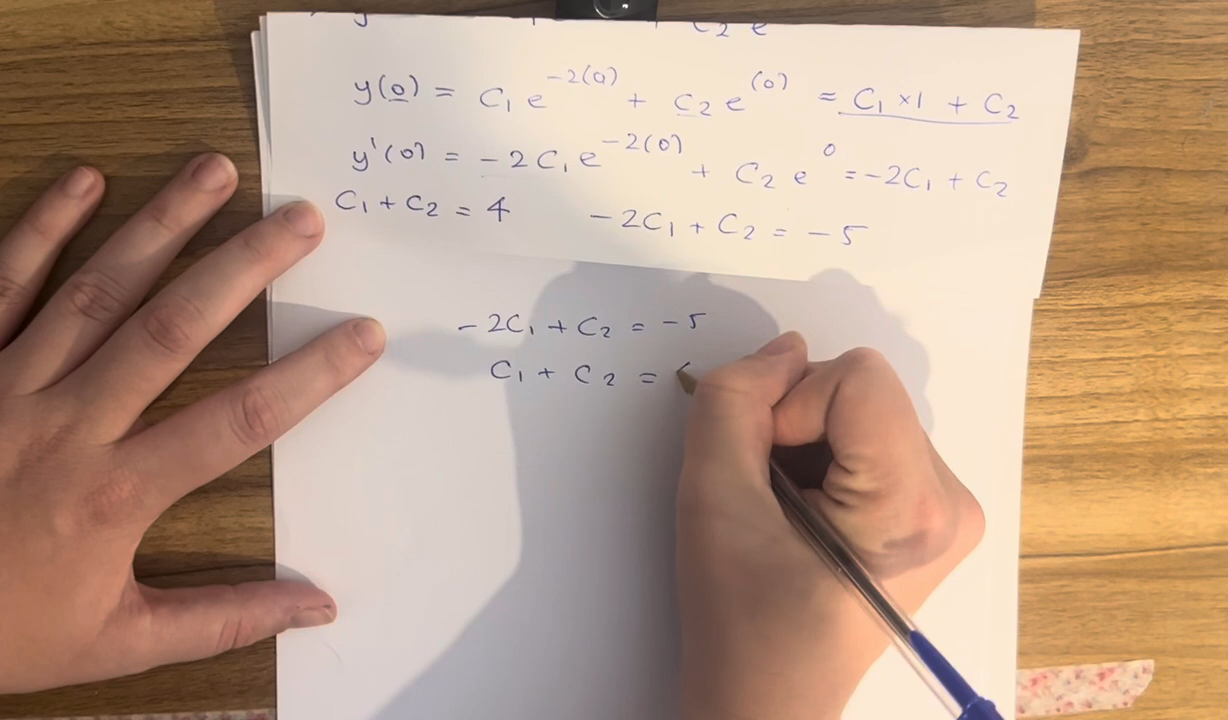 y(0) = C₁ e^-2(0) + C₂ e^(0) = C₁ ×1 + C₂
y'(0) = -2C₁e^-2(0) + C₂ e^0 = -2C₁ + C₂
C₁ + C₂ = 4 -2C₁ + C₂ = -5
-2C₁ + C₂ = -5
C₁ + C₂ =